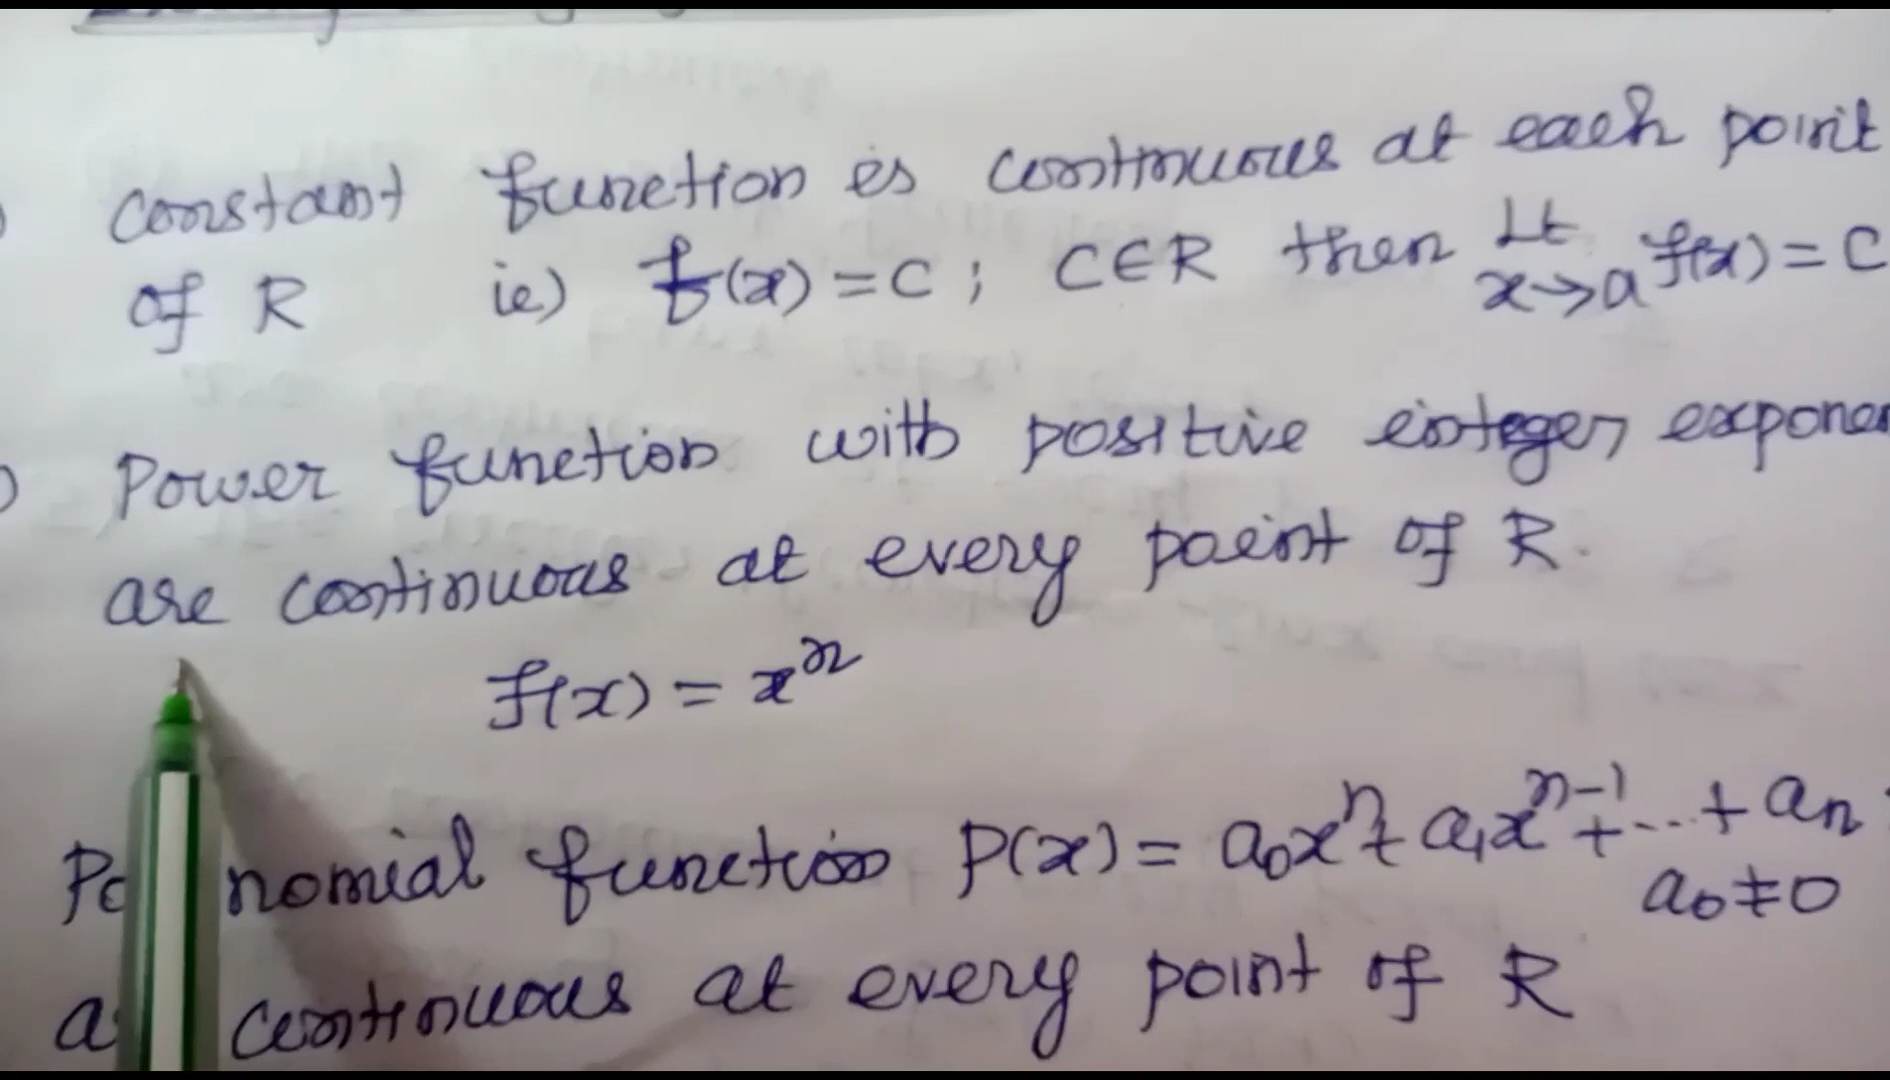 constant function is continuous at each point
of R ie) f(x) = C ; C∈R then Lt x→a f(x) = C
Power function with positive integer
are continuous at every point of R.
f(x) = xⁿ
nomial function P(x) = a₀xⁿ + a₁xⁿ⁻¹ + ... + aₙ
a₀ ≠ 0
continuous at every point of R